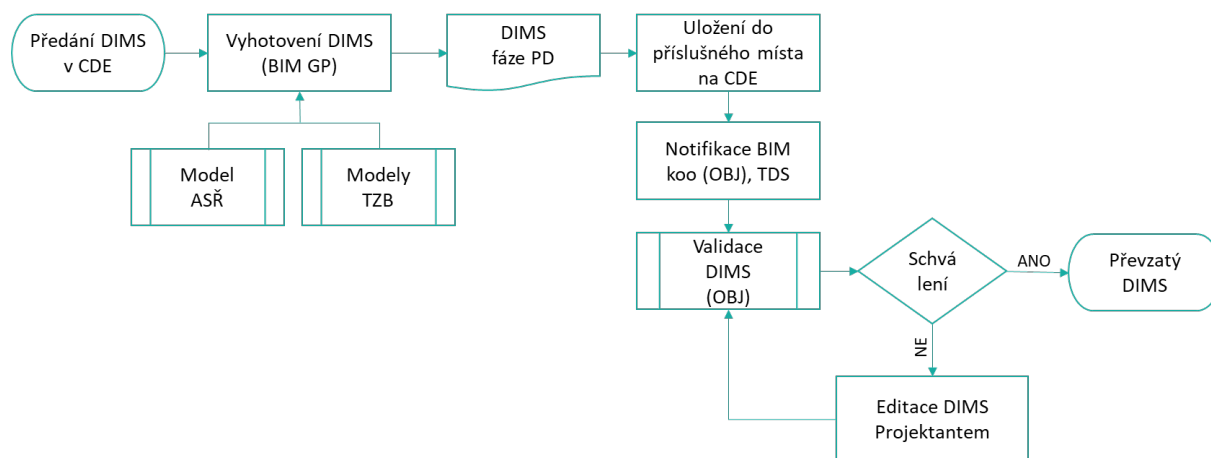 Předání DIMS
v CDE
Vyhotovení DIMS
(BIM GP)
DIMS
fáze PD
Uložení do
příslušného místa
na CDE
Model
ASŘ
Modely
TZB
Notifikace BIM
koo (OBJ), TDS
Validace
DIMS
(OBJ)
Schvá
lení
ANO
Převzatý
DIMS
NE
Editace DIMS
Projektantem